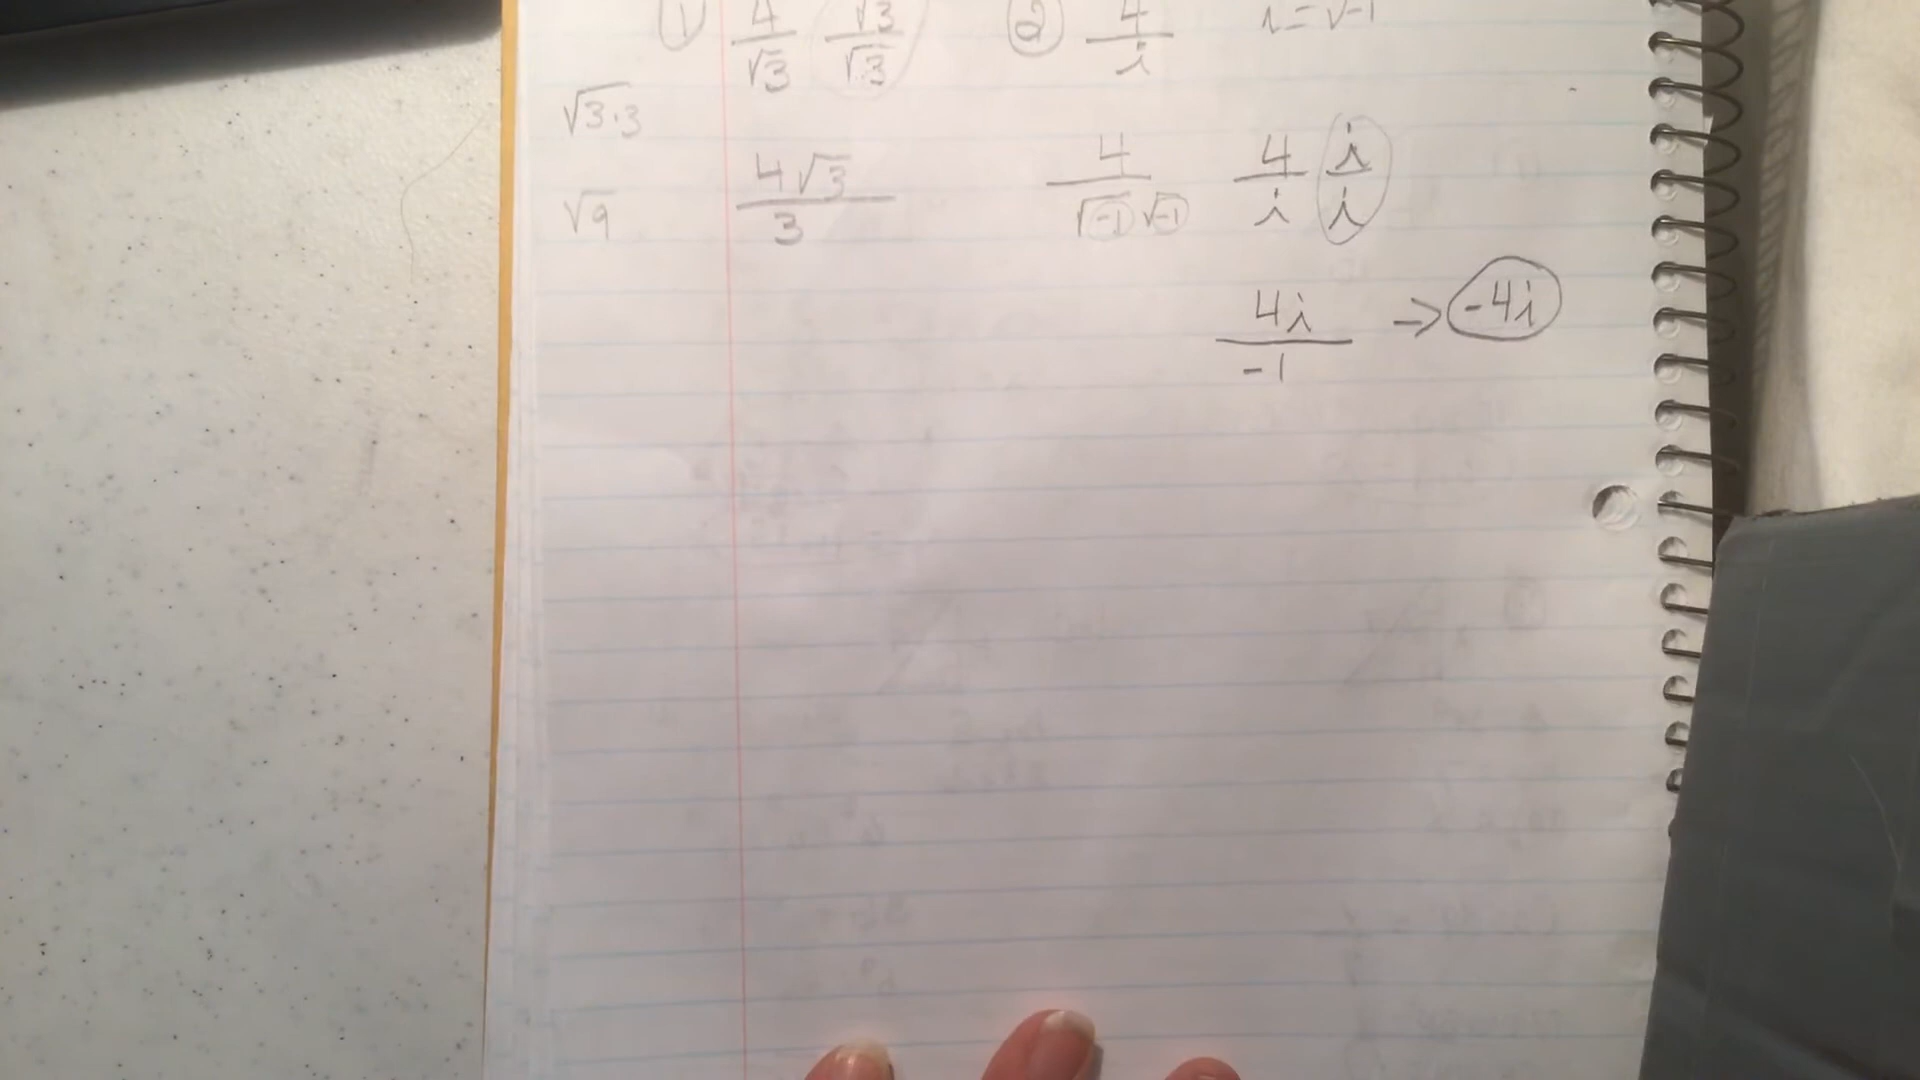 ① 4/√3 √3/√3
√3·3
√9
4√3/3
② 4/i i=√-1
4/√-1 √-1 4/i i/i
4i/-1 → -4i